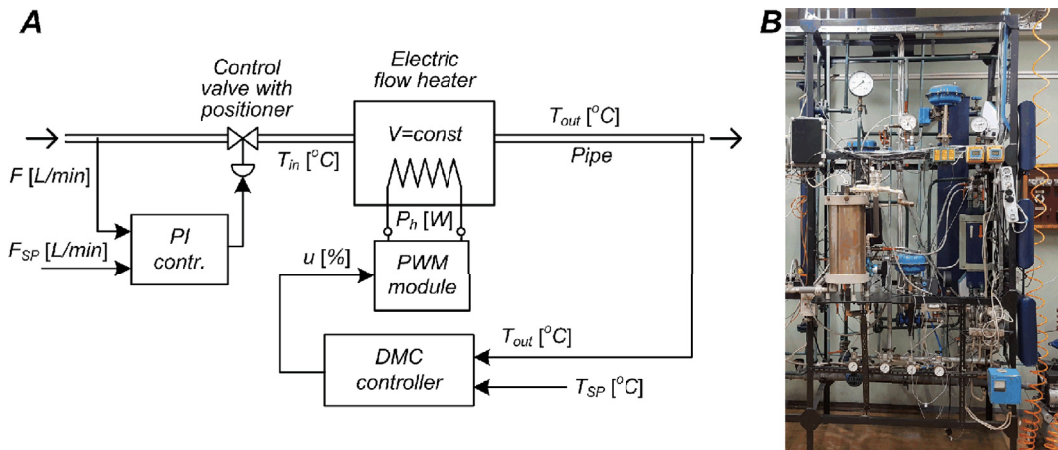 A
B
Control
valve with
positioner
Electric
flow heater
V=const
T_out [°C]
Pipe
T_in [°C]
F [L/min]
F_SP [L/min]
PI
contr.
P_h [W]
u [%]
PWM
module
DMC
controller
T_out [°C]
T_SP [°C]